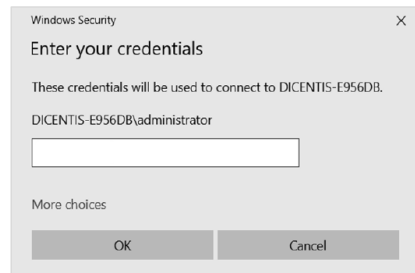 Windows Security
Enter your credentials
These credentials will be used to connect to DICENTIS-E956DB.
DICENTIS-E956DB\administrator
More choices
OK
Cancel